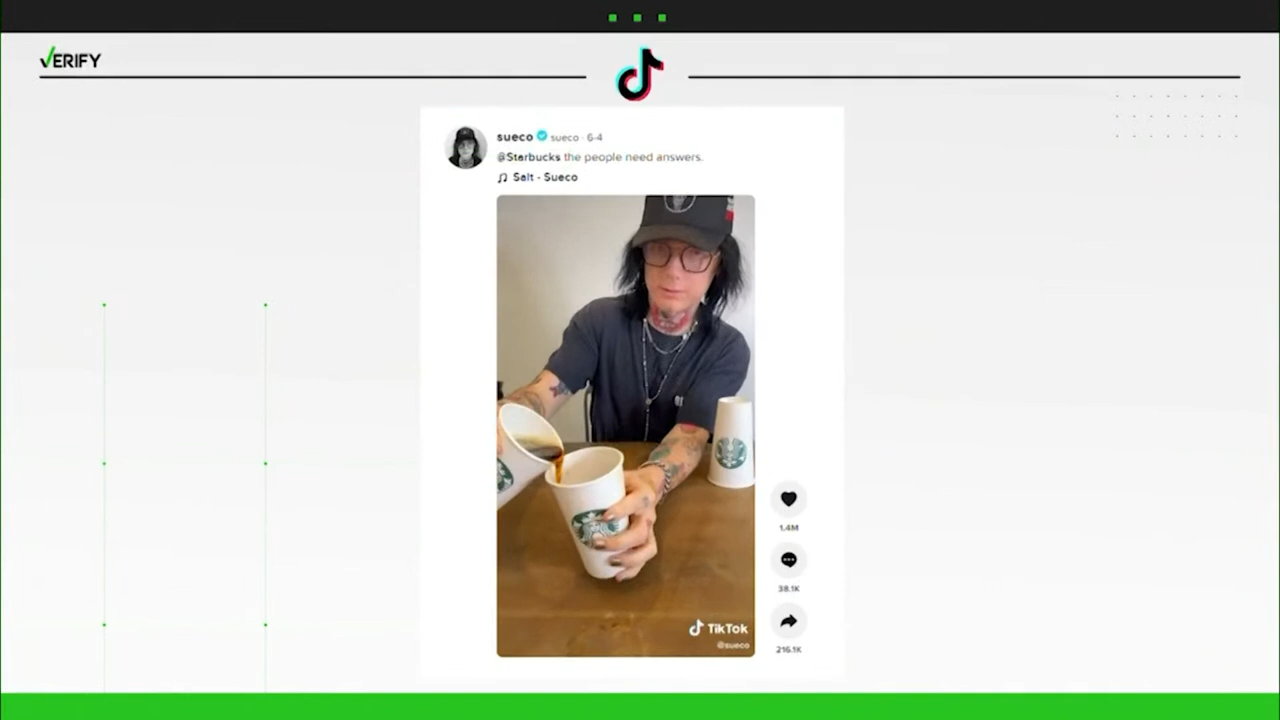 VERIFY
sueco sueco · 6-4
@Starbucks the people need answers.
Salt - Sueco
1.4M
38.1K
216.1K
TikTok
@sueco